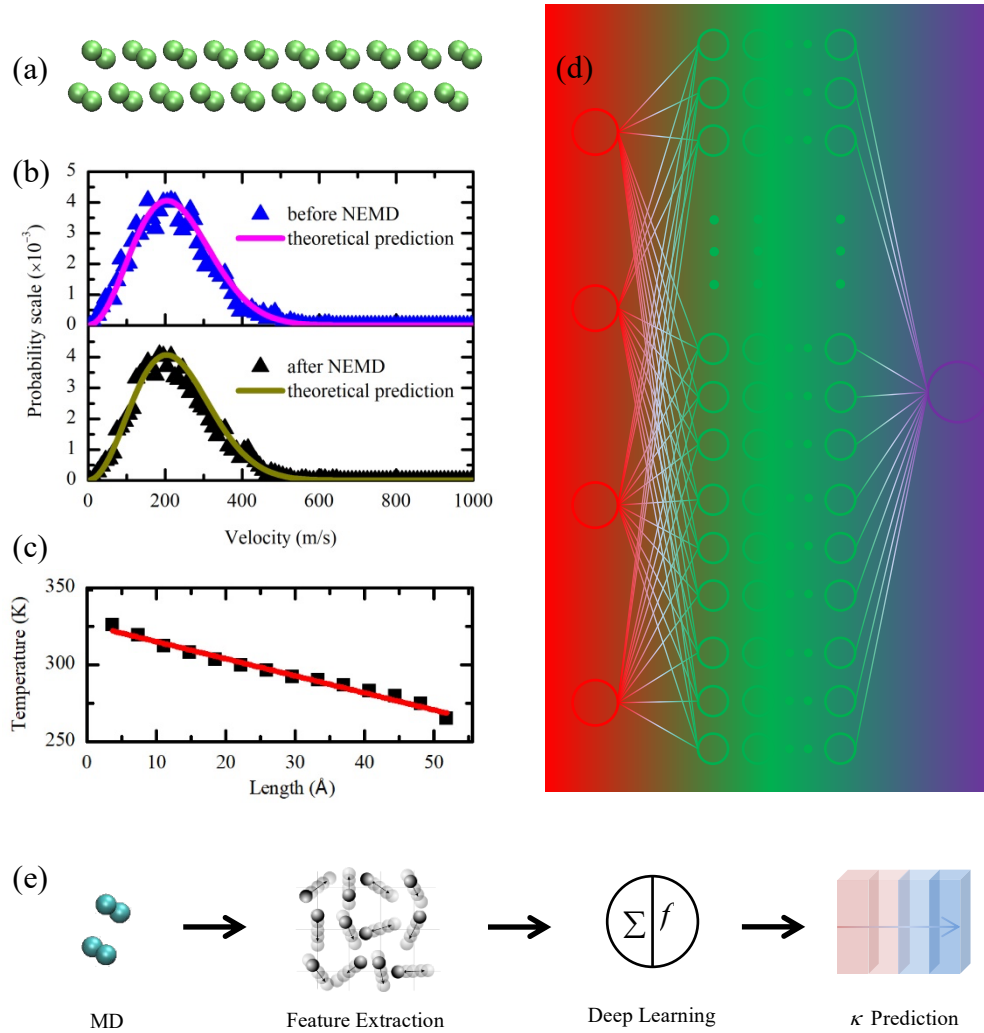 (a)
(b)
5
4
3
2
1
0
before NEMD
theoretical prediction
4
3
2
1
0
after NEMD
theoretical prediction
Probability scale (×10⁻³)
0 200 400 600 800 1000
Velocity (m/s)
(c)
350
300
250
Temperature (K)
0 10 20 30 40 50
Length (Å)
(d)
(e)
Σ f
MD
Feature Extraction
Deep Learning
κ Prediction